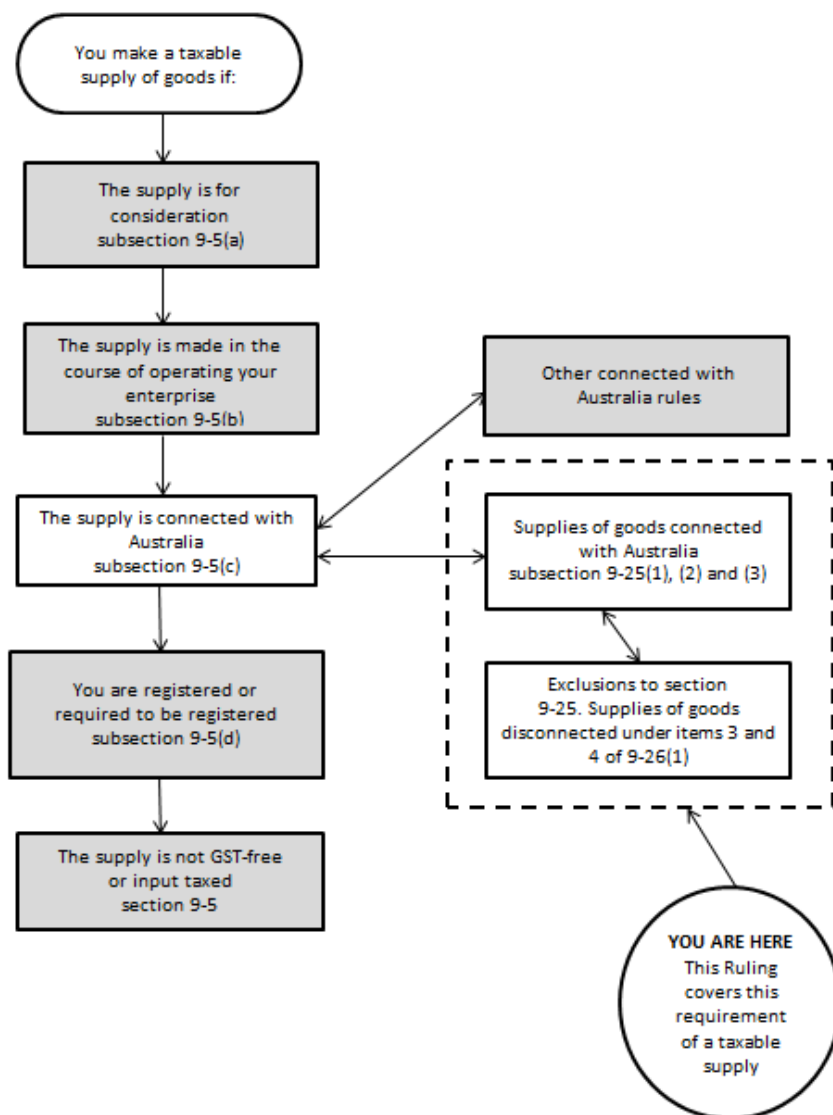 You make a taxable
supply of goods if:
The supply is for
consideration
subsection 9-5(a)
The supply is made in the
course of operating your
enterprise
subsection 9-5(b)
Other connected with
Australia rules
The supply is connected with
Australia
subsection 9-5(c)
Supplies of goods connected
with Australia
subsection 9-25(1), (2) and (3)
You are registered or
required to be registered
subsection 9-5(d)
Exclusions to section
9-25. Supplies of goods
disconnected under items 3 and
4 of 9-26(1)
The supply is not GST-free
or input taxed
section 9-5
YOU ARE HERE
This Ruling
covers this
requirement
of a taxable
supply